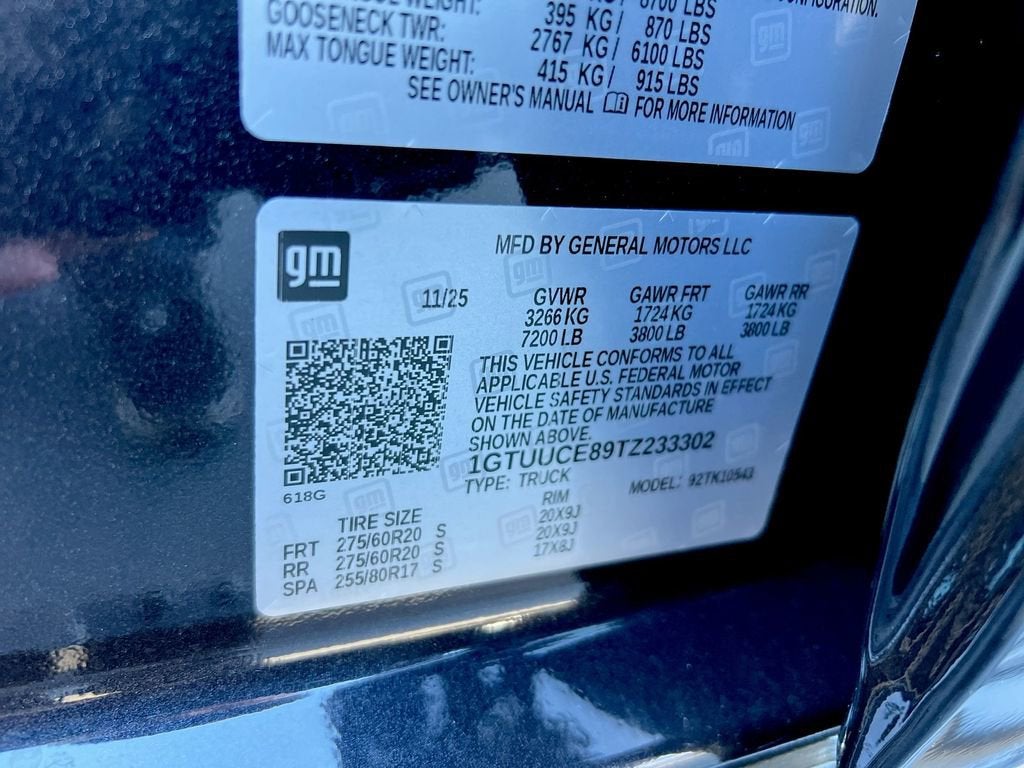 WEIGHT:
395 KG/ 870 LBS
GOOSENECK TWR: 2767 KG/ 6100 LBS
MAX TONGUE WEIGHT: 415 KG/ 915 LBS
SEE OWNER'S MANUAL FOR MORE INFORMATION
gm
MFD BY GENERAL MOTORS LLC
11/25 GVWR GAWR FRT GAWR RR
3266 KG 1724 KG 1724 KG
7200 LB 3800 LB 3800 LB
THIS VEHICLE CONFORMS TO ALL
APPLICABLE U.S. FEDERAL MOTOR
VEHICLE SAFETY STANDARDS IN EFFECT
ON THE DATE OF MANUFACTURE
SHOWN ABOVE.
1GTUUCE89TZ233302
TYPE: TRUCK MODEL: 92TK10543
618G
TIRE SIZE RIM
FRT 275/60R20 S 20X9J
RR 275/60R20 S 20X9J
SPA 255/80R17 S 17X8J